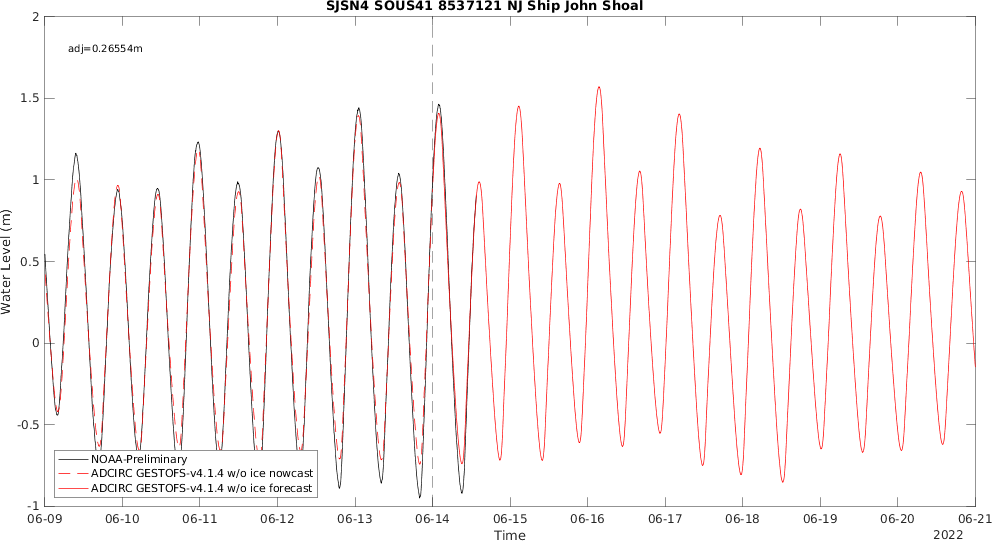 SJSN4 SOUS41 8537121 NJ Ship John Shoal
adj=0.26554m
Water Level (m)
2
1.5
1
0.5
0
-0.5
-1
NOAA-Preliminary
ADCIRC GESTOFS-v4.1.4 w/o ice nowcast
ADCIRC GESTOFS-v4.1.4 w/o ice forecast
06-09 06-10 06-11 06-12 06-13 06-14 06-15 06-16 06-17 06-18 06-19 06-20 06-21
Time
2022